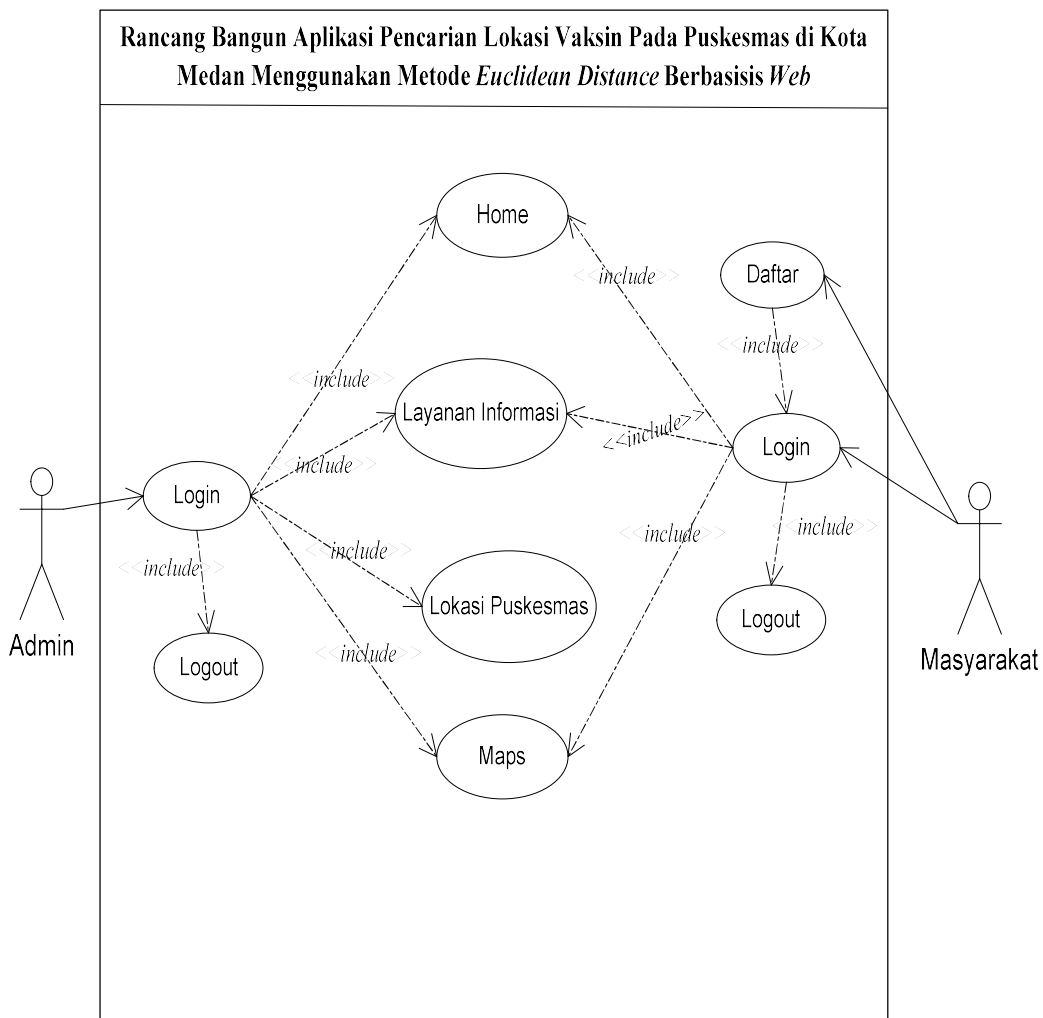 Rancang Bangun Aplikasi Pencarian Lokasi Vaksin Pada Puskesmas di Kota
Medan Menggunakan Metode Euclidean Distance Berbasisis Web
Home
<<include>>
Daftar
<<include>>
<<include>>
Layanan Informasi
<<include>>
Login
<<include>>
Login
<<include>>
<<include>>
<<include>>
<<include>>
Lokasi Puskesmas
Logout
Admin
Logout
<<include>>
Masyarakat
Maps